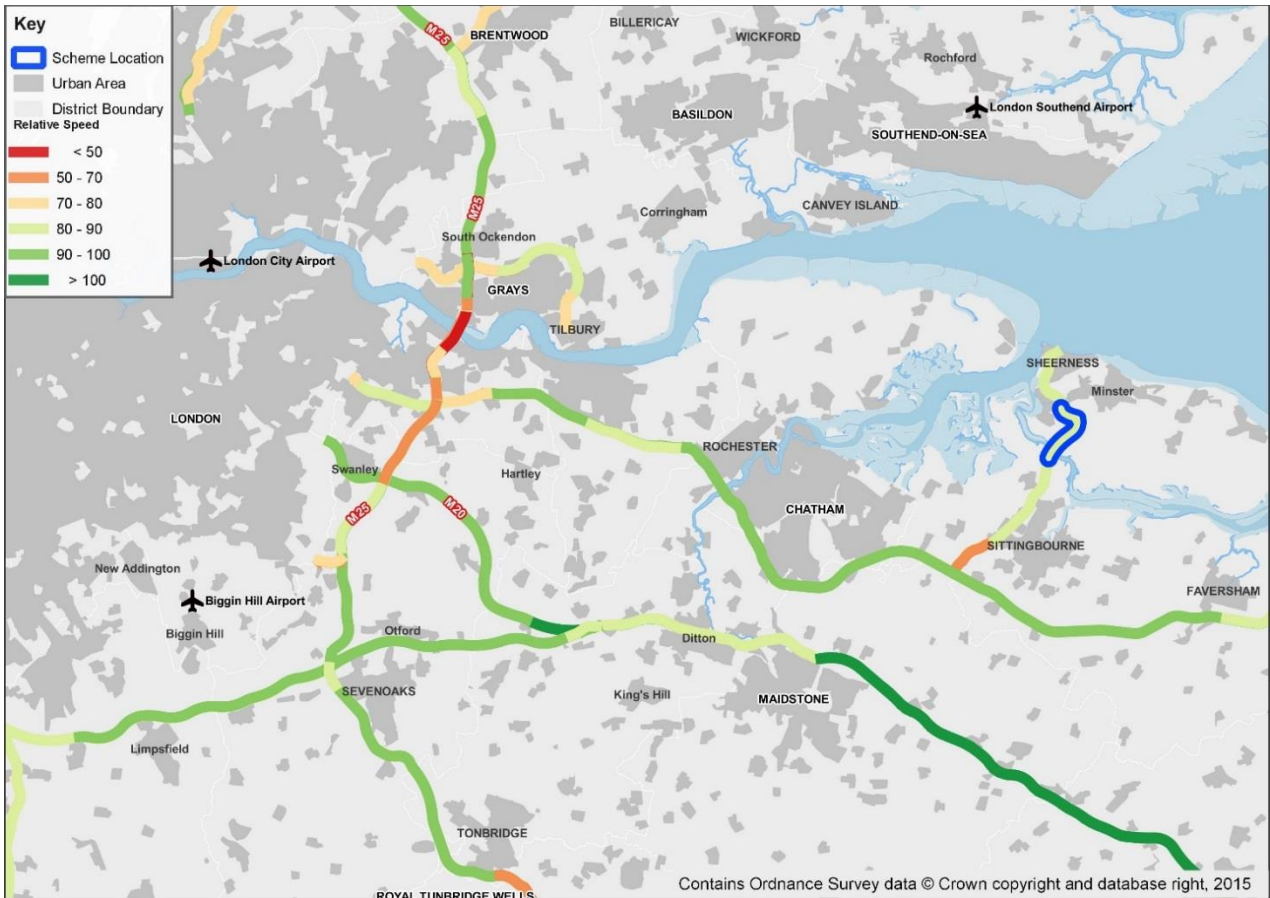 Key
Scheme Location
Urban Area
District Boundary
Relative Speed
< 50
50 - 70
70 - 80
80 - 90
90 - 100
> 100
M25
BRENTWOOD
BILLERICAY
WICKFORD
Rochford
London Southend Airport
BASILDON
SOUTHEND-ON-SEA
M25
Corringham
CANVEY ISLAND
South Ockendon
London City Airport
GRAYS
TILBURY
SHEERNESS
Minster
LONDON
ROCHESTER
Swanley
Hartley
M25
M20
CHATHAM
SITTINGBOURNE
New Addington
Biggin Hill Airport
FAVERSHAM
Biggin Hill
Otford
Ditton
SEVENOAKS
King's Hill
MAIDSTONE
Limpsfield
TONBRIDGE
ROYAL TUNBRIDGE WELLS
Contains Ordnance Survey data © Crown copyright and database right, 2015